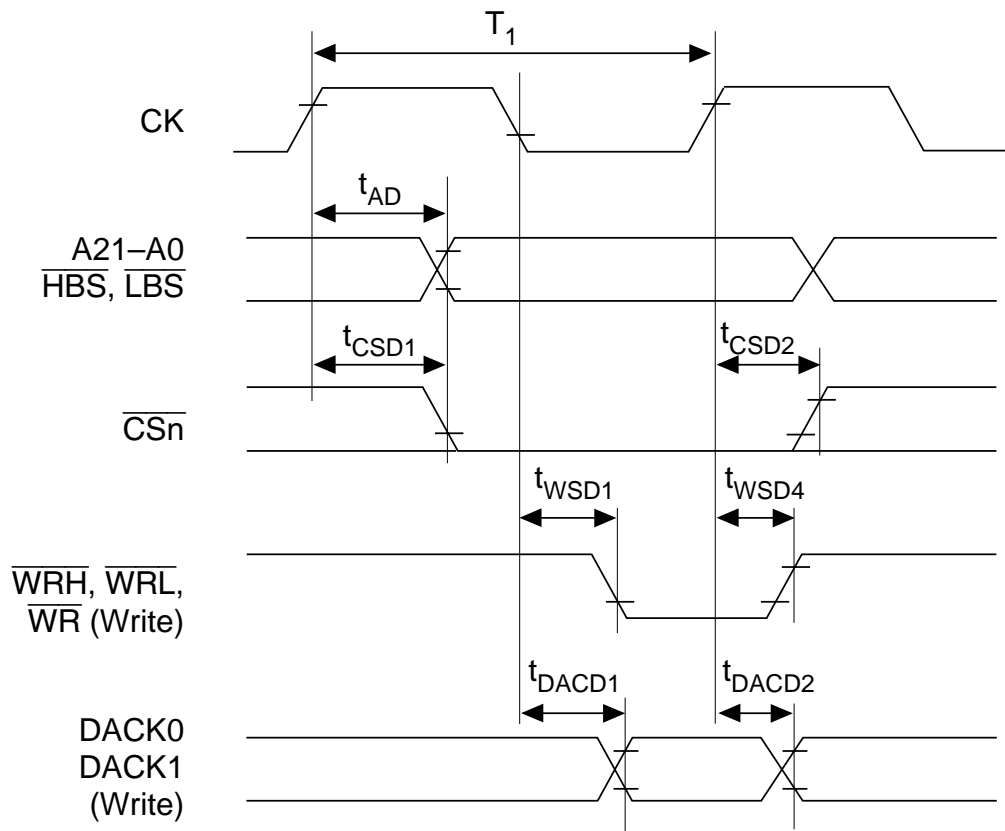 T1
CK
tAD
A21–A0
HBS, LBS
tCSD1
tCSD2
CSn
tWSD1
tWSD4
WRH, WRL,
WR (Write)
tDACD1
tDACD2
DACK0
DACK1
(Write)